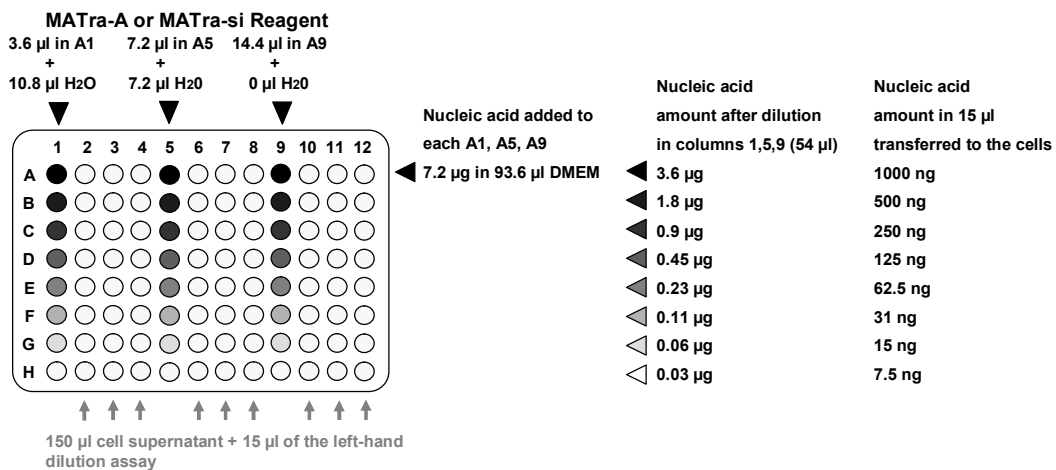 MATra-A or MATra-si Reagent
3.6 µl in A1 7.2 µl in A5 14.4 µl in A9
+ + +
10.8 µl H2O 7.2 µl H20 0 µl H20
Nucleic acid added to
each A1, A5, A9
7.2 µg in 93.6 µl DMEM
Nucleic acid
amount after dilution
in columns 1,5,9 (54 µl)
Nucleic acid
amount in 15 µl
transferred to the cells
1 2 3 4 5 6 7 8 9 10 11 12
A
B
C
D
E
F
G
H
3.6 µg 1000 ng
1.8 µg 500 ng
0.9 µg 250 ng
0.45 µg 125 ng
0.23 µg 62.5 ng
0.11 µg 31 ng
0.06 µg 15 ng
0.03 µg 7.5 ng
150 µl cell supernatant + 15 µl of the left-hand
dilution assay